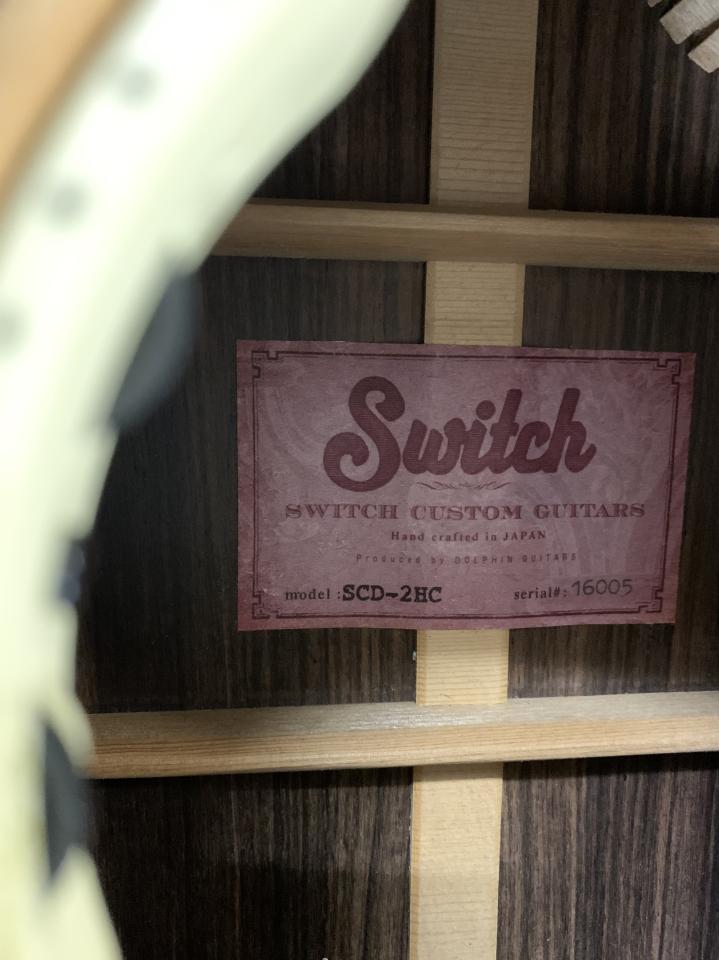 Switch
SWITCH CUSTOM GUITARS
Hand crafted in JAPAN
Produced by DOLPHIN GUITARS
model : SCD-2HC serial#: 16005